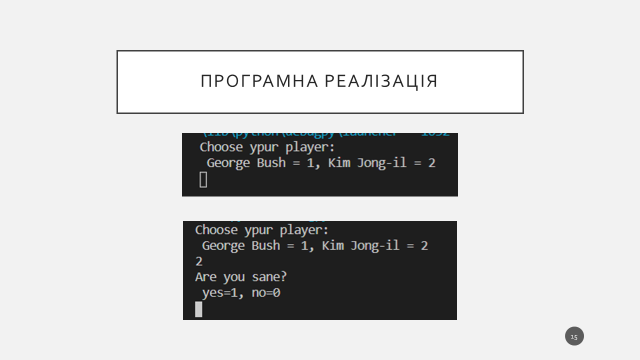 ПРОГРАМНА РЕАЛІЗАЦІЯ
Choose ypur player:
George Bush = 1, Kim Jong-il = 2
Choose ypur player:
George Bush = 1, Kim Jong-il = 2
2
Are you sane?
yes=1, no=0
15